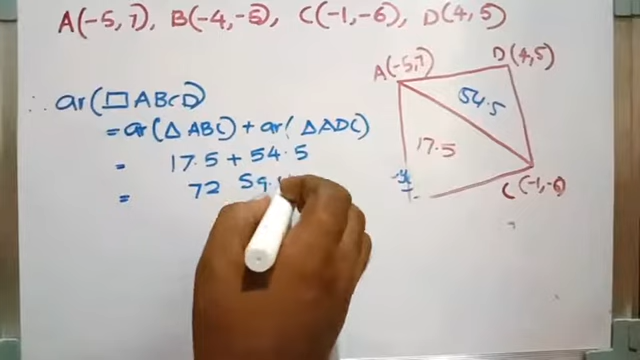 A(-5,7), B(-4,-5), C(-1,-6), D(4,5)
∴ ar(□ABCD)
= ar(△ABC) + ar(△ADC)
= 17.5 + 54.5
= 72 Sq.
A(-5,7)
D(4,5)
54.5
17.5
C(-1,-6)